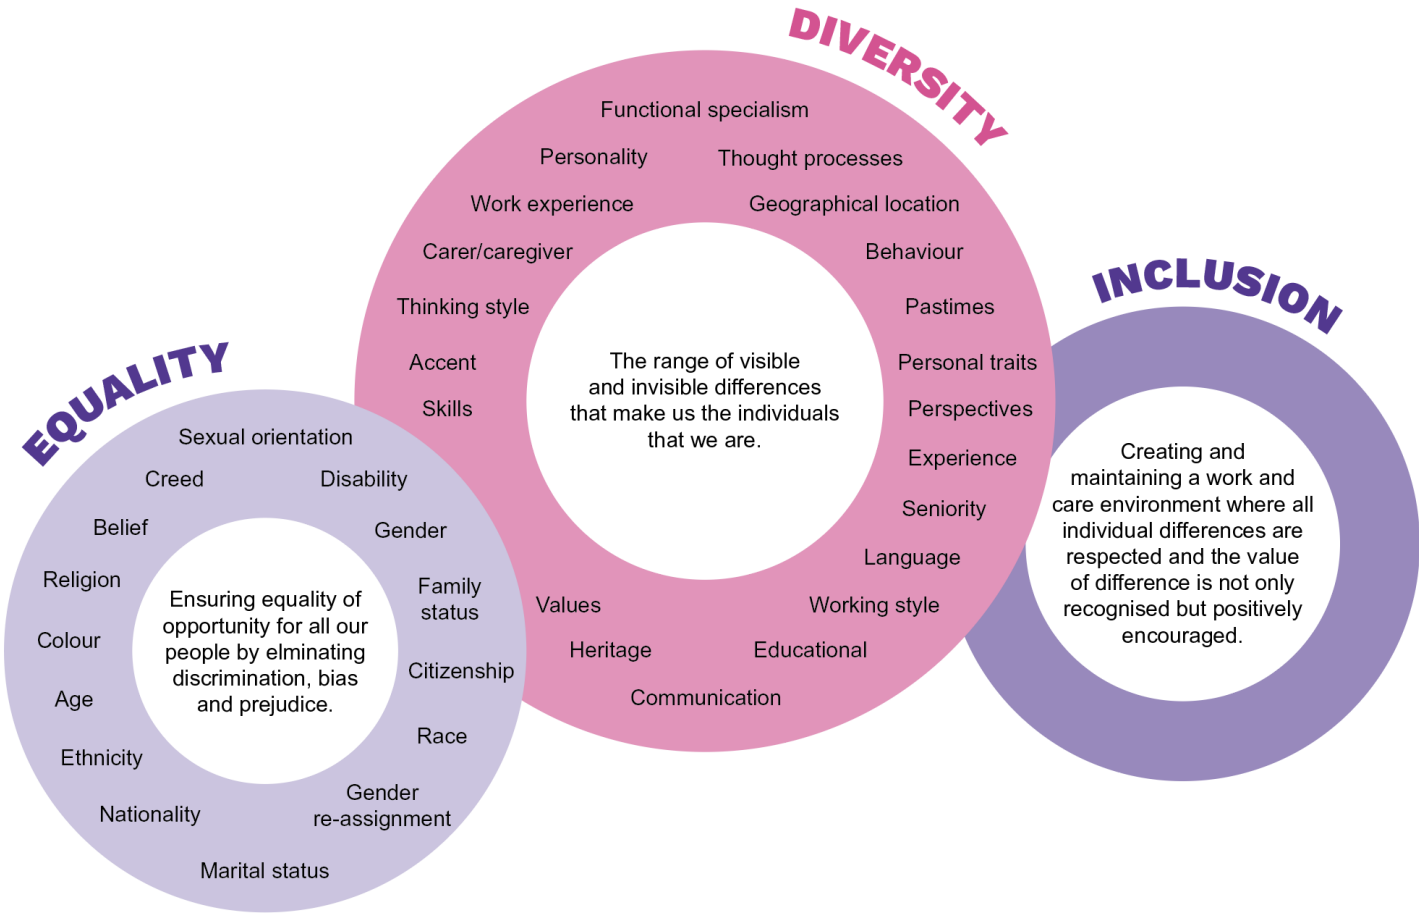 DIVERSITY
Functional specialism
Personality
Thought processes
Work experience
Geographical location
Carer/caregiver
Behaviour
Thinking style
Pastimes
Accent
Personal traits
Skills
Perspectives
Experience
Seniority
Language
Values
Working style
Heritage
Educational
Communication
The range of visible
and invisible differences
that make us the individuals
that we are.
EQUALITY
Sexual orientation
Creed
Disability
Belief
Gender
Religion
Family
status
Colour
Citizenship
Age
Race
Ethnicity
Gender
re-assignment
Nationality
Marital status
Ensuring equality of
opportunity for all our
people by elminating
discrimination, bias
and prejudice.
INCLUSION
Creating and
maintaining a work and
care environment where all
individual differences are
respected and the value
of difference is not only
recognised but positively
encouraged.